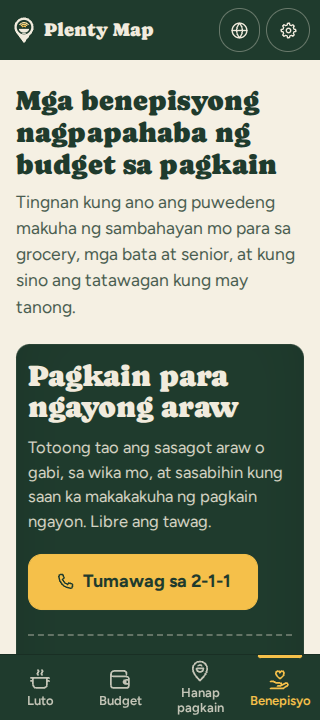 Plenty Map
Mga benepisyong
nagpapahaba ng
budget sa pagkain
Tingnan kung ano ang puwedeng
makuha ng sambahayan mo para sa
grocery, mga bata at senior, at kung
sino ang tatawagan kung may
tanong.
Pagkain para
ngayong araw
Totoong tao ang sasagot araw o
gabi, sa wika mo, at sasabihin kung
saan ka makakakuha ng pagkain
ngayon. Libre ang tawag.
Tumawag sa 2-1-1
Luto
Budget
Hanap
pagkain
Benepisyo